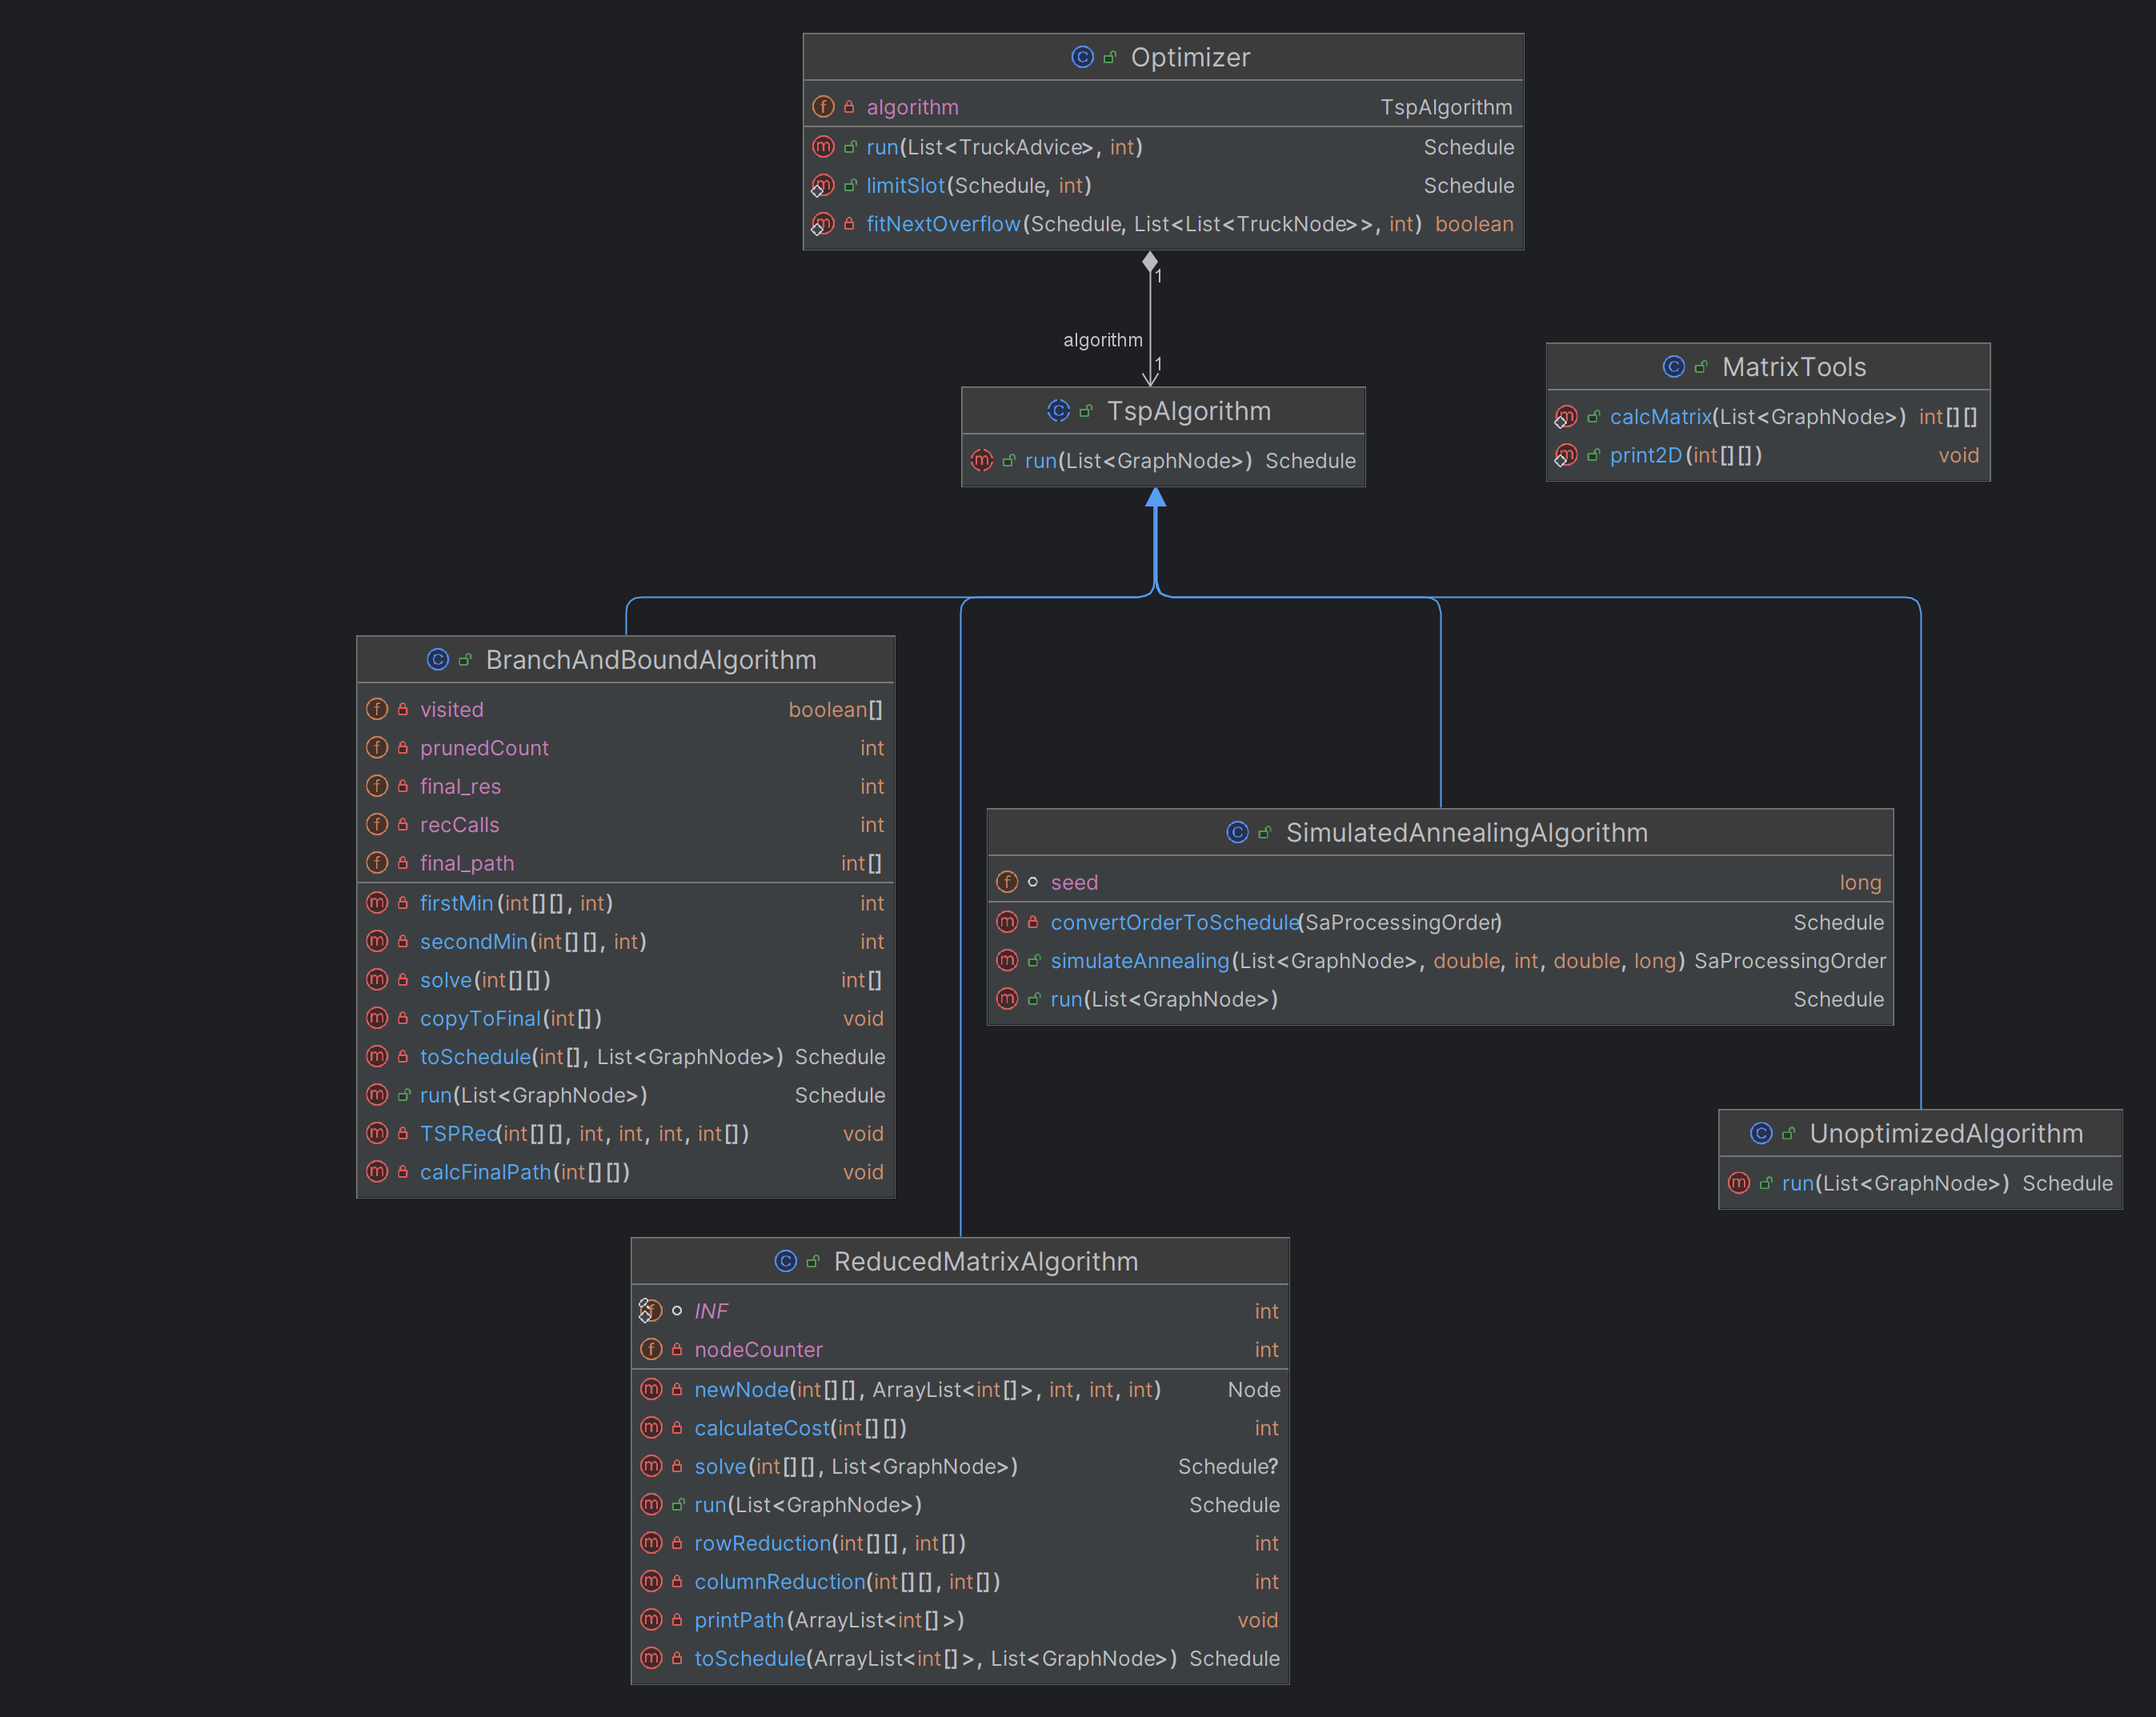 Optimizer
algorithm TspAlgorithm
run(List<TruckAdvice>, int) Schedule
limitSlot(Schedule, int) Schedule
fitNextOverflow(Schedule, List<List<TruckNode>>, int) boolean
1
algorithm
1
TspAlgorithm
run(List<GraphNode>) Schedule
MatrixTools
calcMatrix(List<GraphNode>) int[][]
print2D(int[][]) void
BranchAndBoundAlgorithm
visited boolean[]
prunedCount int
final_res int
recCalls int
final_path int[]
firstMin(int[][], int) int
secondMin(int[][], int) int
solve(int[][]) int[]
copyToFinal(int[]) void
toSchedule(int[], List<GraphNode>) Schedule
run(List<GraphNode>) Schedule
TSPRec(int[][], int, int, int, int[]) void
calcFinalPath(int[][]) void
SimulatedAnnealingAlgorithm
seed long
convertOrderToSchedule(SaProcessingOrder) Schedule
simulateAnnealing(List<GraphNode>, double, int, double, long) SaProcessingOrder
run(List<GraphNode>) Schedule
UnoptimizedAlgorithm
run(List<GraphNode>) Schedule
ReducedMatrixAlgorithm
INF int
nodeCounter int
newNode(int[][], ArrayList<int[]>, int, int, int) Node
calculateCost(int[][]) int
solve(int[][], List<GraphNode>) Schedule?
run(List<GraphNode>) Schedule
rowReduction(int[][], int[]) int
columnReduction(int[][], int[]) int
printPath(ArrayList<int[]>) void
toSchedule(ArrayList<int[]>, List<GraphNode>) Schedule